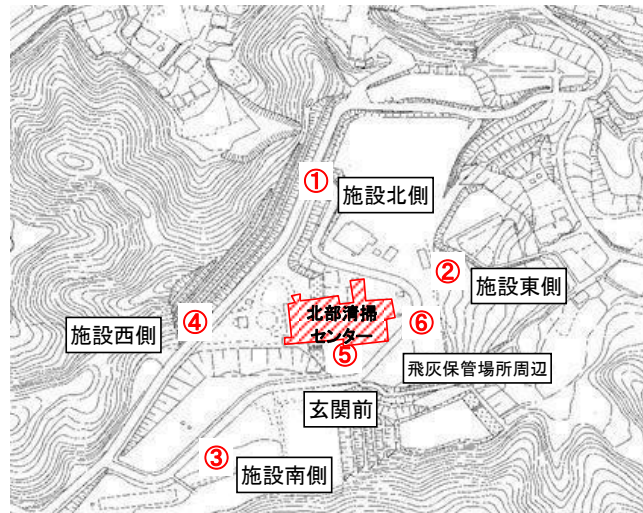 ①
施設北側
②
施設東側
北部清掃
センター
⑥
施設西側
④
⑤
飛灰保管場所周辺
玄関前
③
施設南側